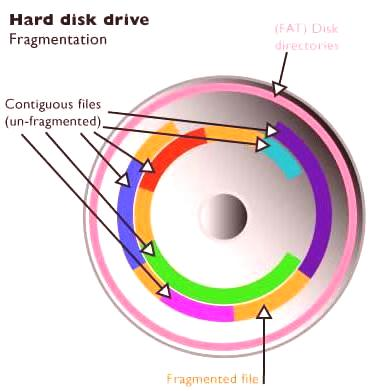 Hard disk drive
Fragmentation
(FAT) Disk
directories
Contiguous files
(un-fragmented)
Fragmented file